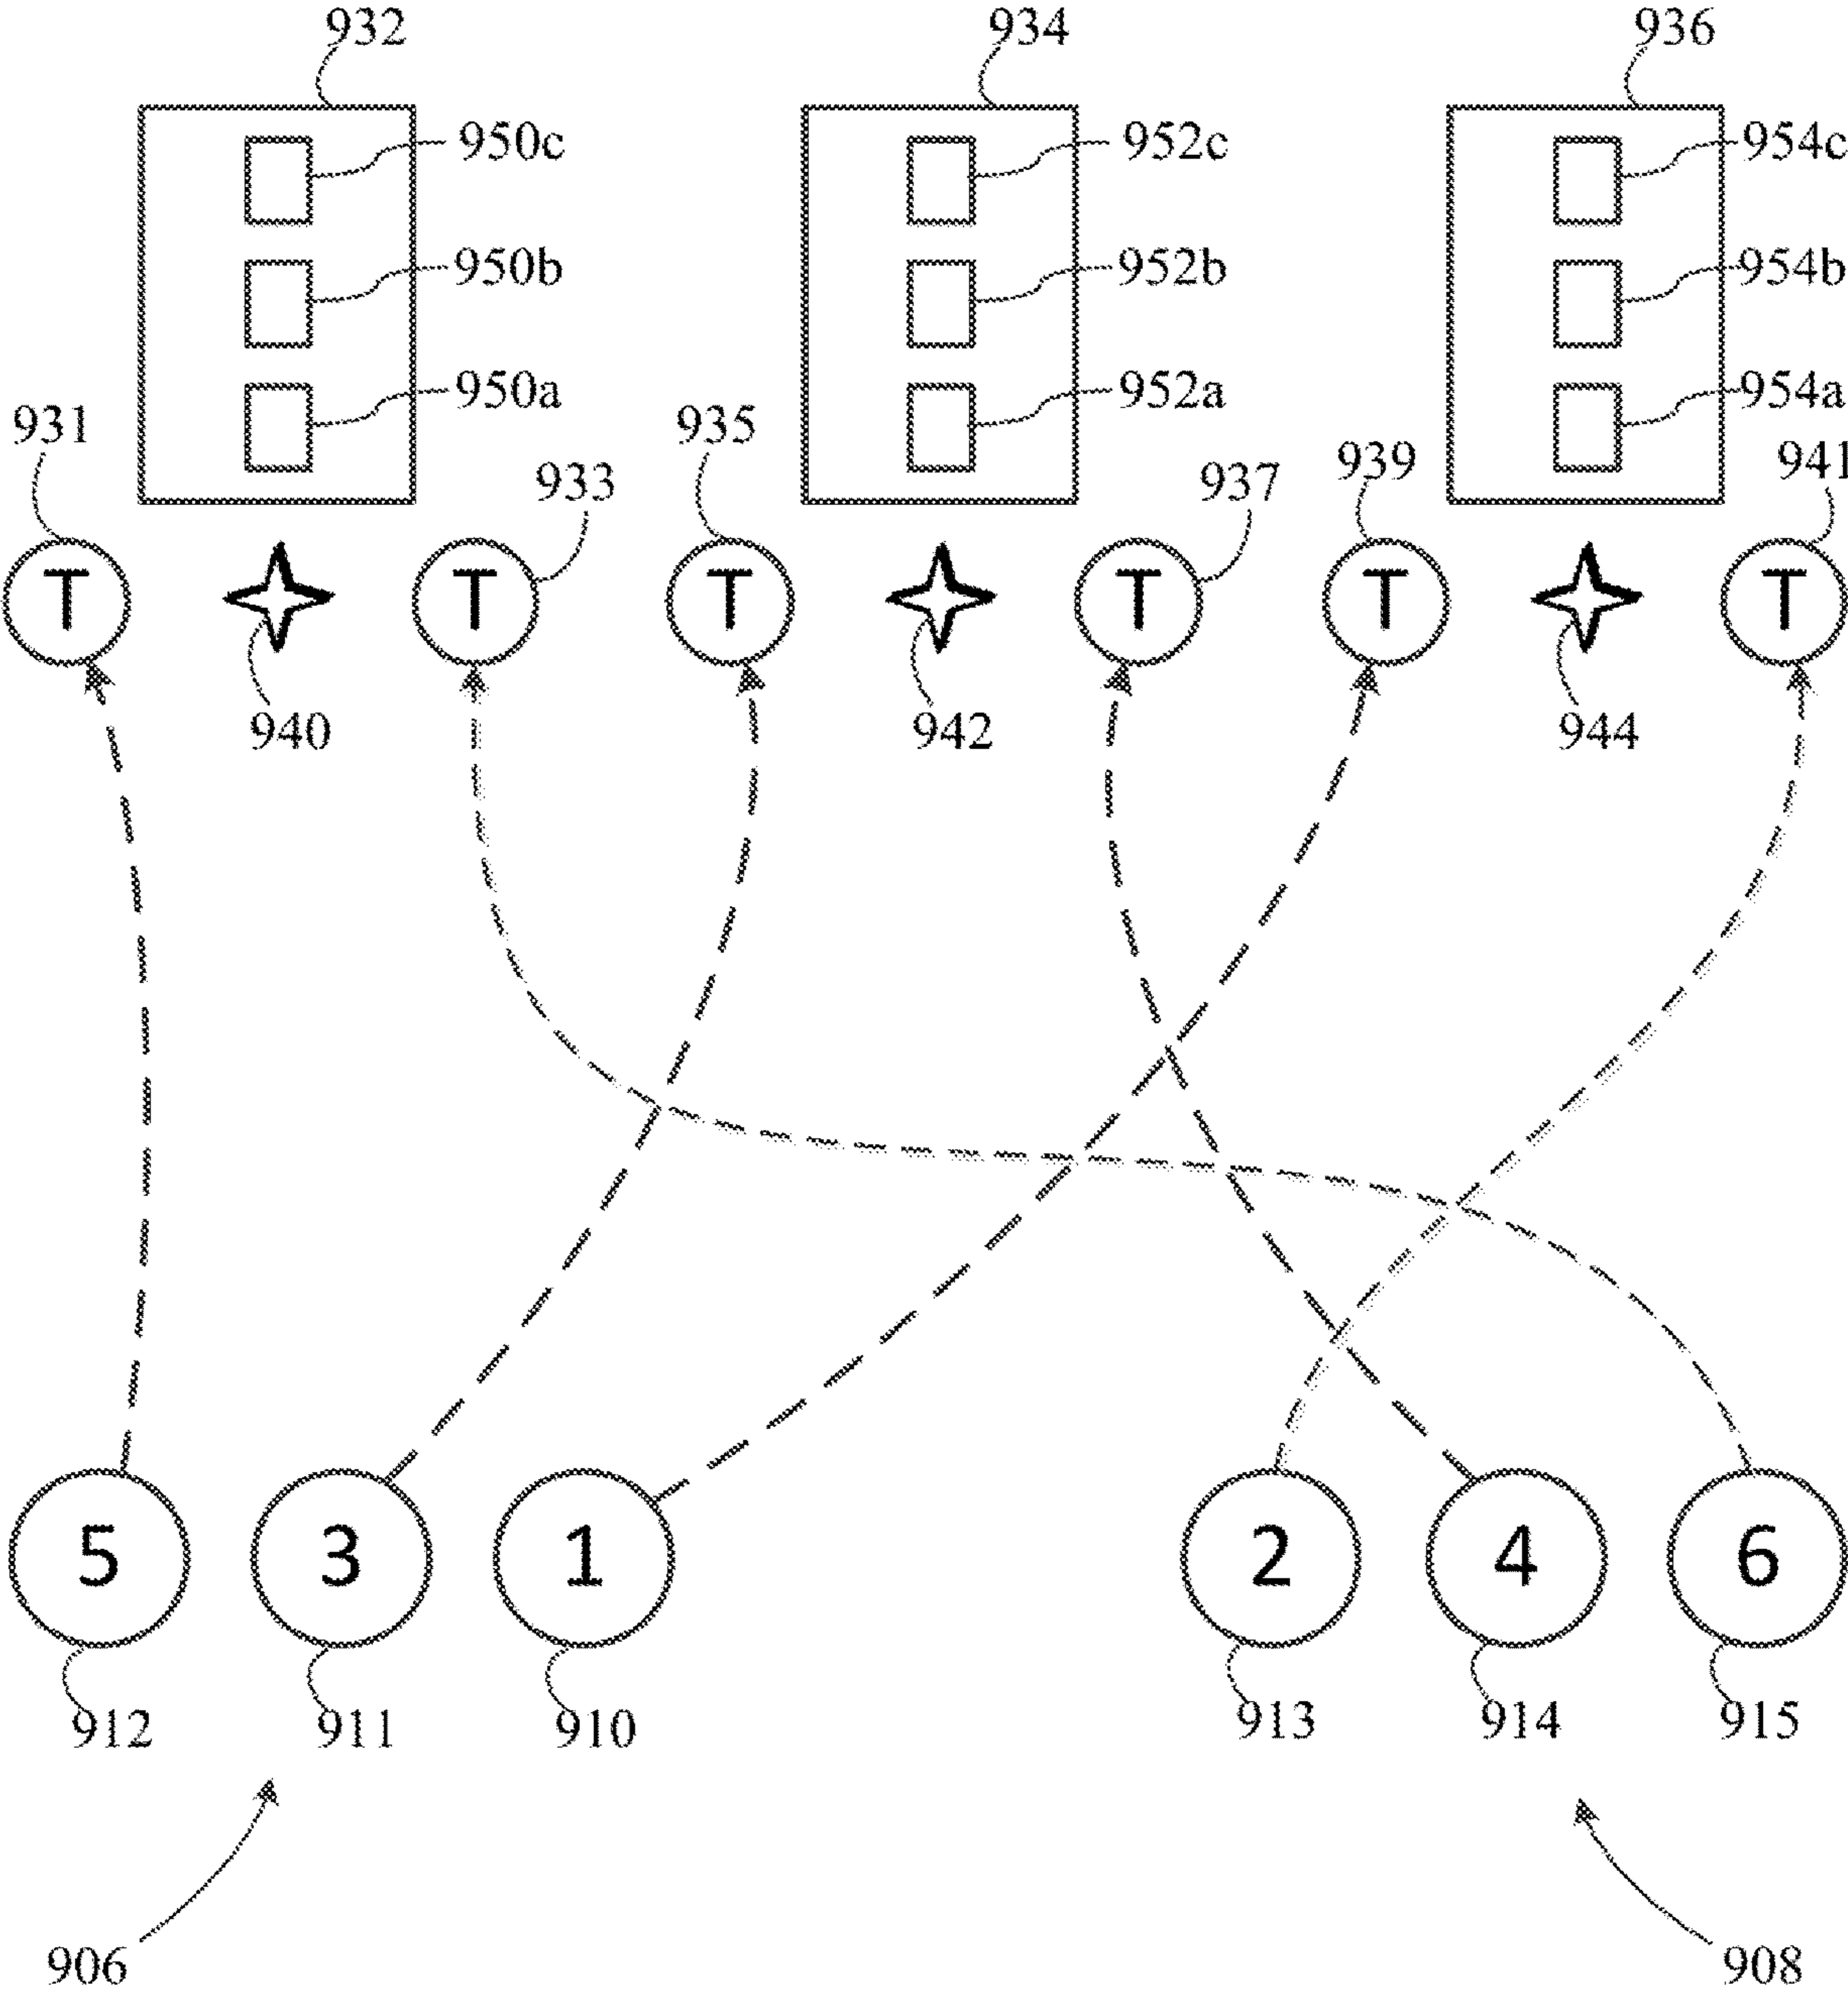 932 934 936
950c 952c 954c
950b 952b 954b
950a 952a 954a
931 933 935 937 939 941
T T T T T T
940 942 944
5 3 1 2 4 6
912 911 910 913 914 915
906 908